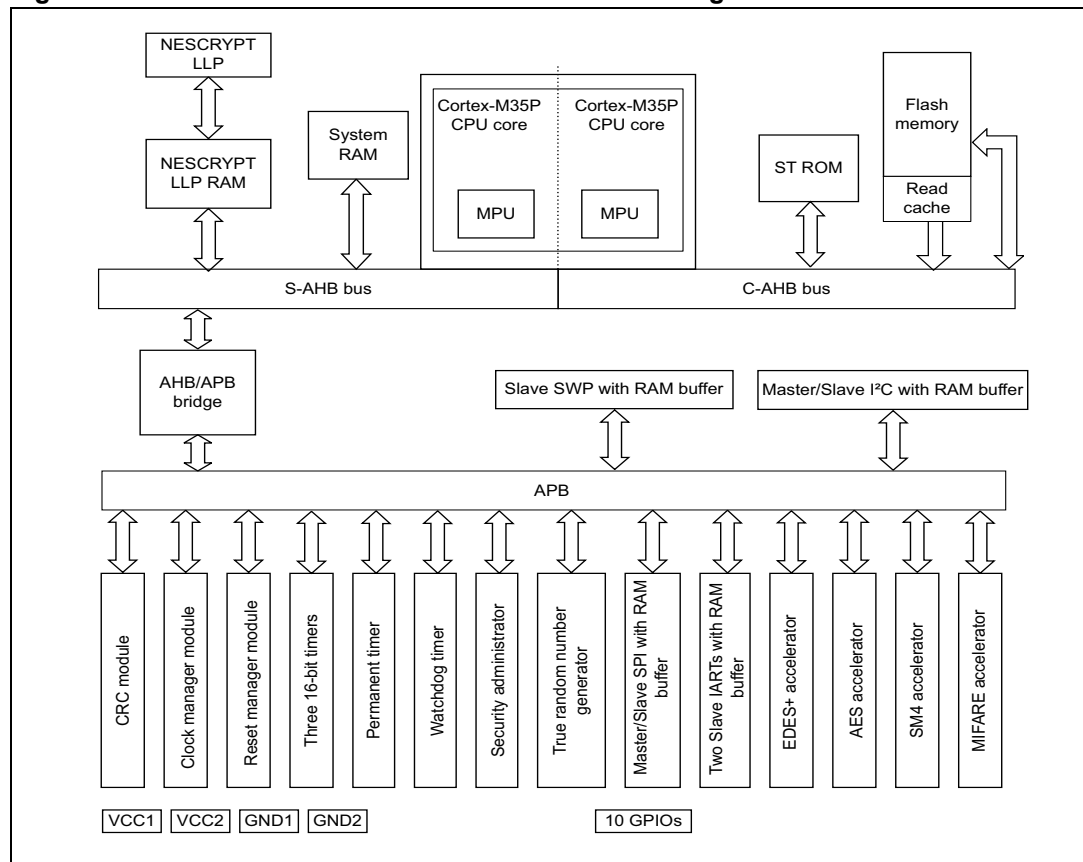 NESCRYPT
LLP
NESCRYPT
LLP RAM
System
RAM
Cortex-M35P
CPU core
MPU
Cortex-M35P
CPU core
MPU
ST ROM
Flash
memory
Read
cache
S-AHB bus
C-AHB bus
AHB/APB
bridge
Slave SWP with RAM buffer
Master/Slave I²C with RAM buffer
APB
CRC module
Clock manager module
Reset manager module
Three 16-bit timers
Permanent timer
Watchdog timer
Security administrator
True random number
generator
Master/Slave SPI with RAM
buffer
Two Slave IARTs with RAM
buffer
EDES+ accelerator
AES accelerator
SM4 accelerator
MIFARE accelerator
VCC1
VCC2
GND1
GND2
10 GPIOs